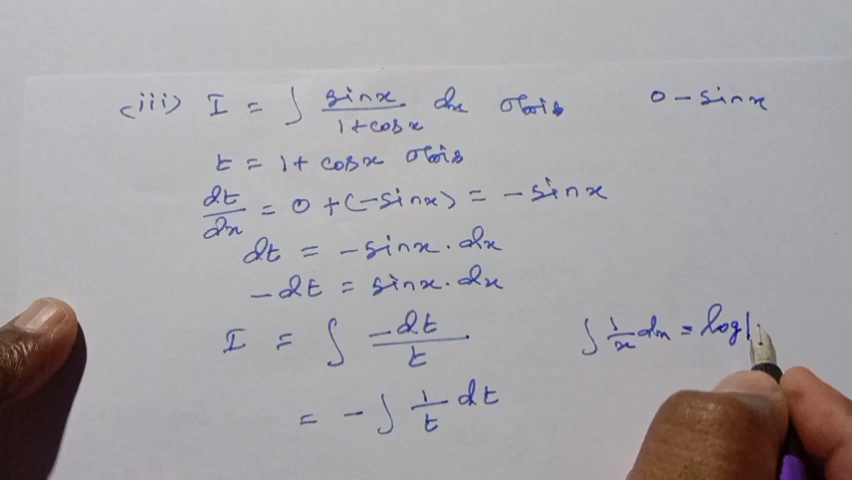 (iii) I = ∫ sinx / 1+cosx dx 0 - sinx
t = 1 + cosx
dt/dx = 0 + (-sinx) = - sinx
dt = - sinx . dx
- dt = sinx . dx
I = ∫ -dt / t ∫ 1/x dx = log|
= - ∫ 1/t dt